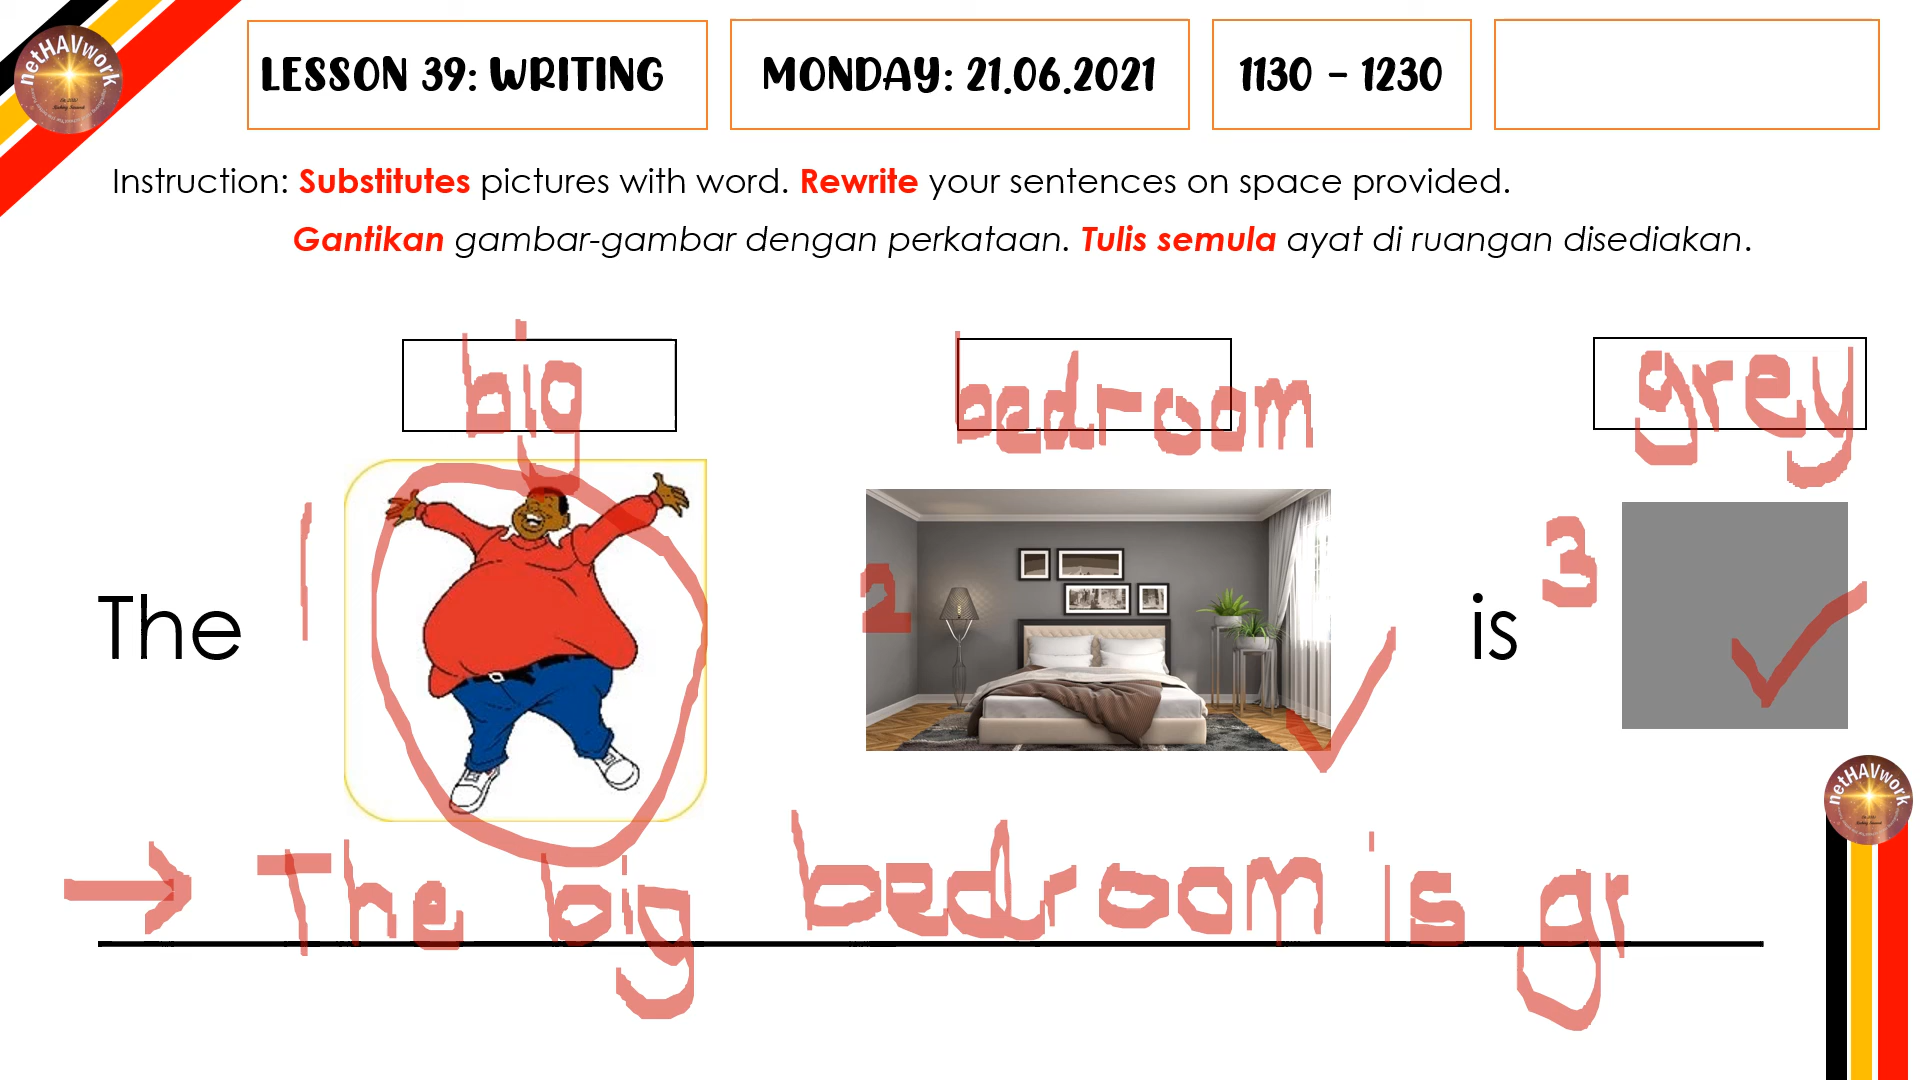 netHAVwork
LESSON 39: WRITING
MONDAY: 21.06.2021
1130 - 1230
Instruction: Substitutes pictures with word. Rewrite your sentences on space provided.
Gantikan gambar-gambar dengan perkataan. Tulis semula ayat di ruangan disediakan.
big
bedroom
grey
The
1
2
is
3
netHAVwork
→ The big bedroom is gr